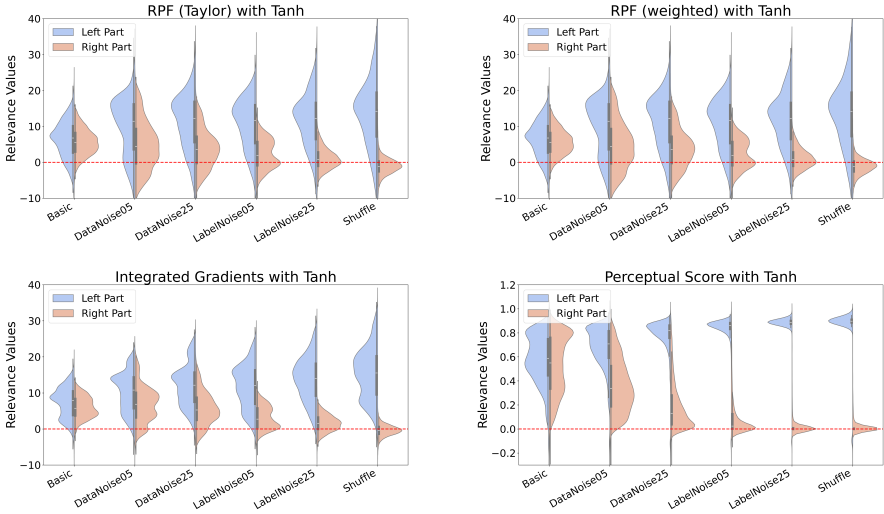 RPF (Taylor) with Tanh
Relevance Values
40
30
20
10
0
−10
Left Part
Right Part
Basic
DataNoise05
DataNoise25
LabelNoise05
LabelNoise25
Shuffle
RPF (weighted) with Tanh
Relevance Values
40
30
20
10
0
−10
Left Part
Right Part
Basic
DataNoise05
DataNoise25
LabelNoise05
LabelNoise25
Shuffle
Integrated Gradients with Tanh
Relevance Values
40
30
20
10
0
−10
Left Part
Right Part
Basic
DataNoise05
DataNoise25
LabelNoise05
LabelNoise25
Shuffle
Perceptual Score with Tanh
Relevance Values
1.2
1.0
0.8
0.6
0.4
0.2
0.0
−0.2
Left Part
Right Part
Basic
DataNoise05
DataNoise25
LabelNoise05
LabelNoise25
Shuffle